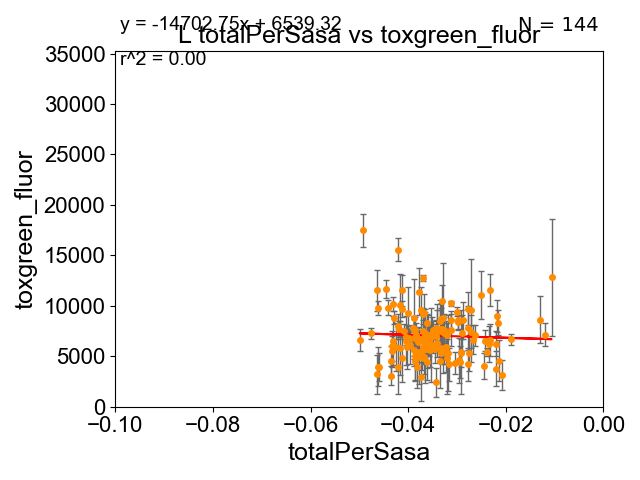 y = -14702.75x + 6539.32
N = 144
L totalPerSasa vs toxgreen_fluor
r^2 = 0.00
35000
30000
25000
20000
15000
10000
5000
0
toxgreen_fluor
−0.10
−0.08
−0.06
−0.04
−0.02
0.00
totalPerSasa